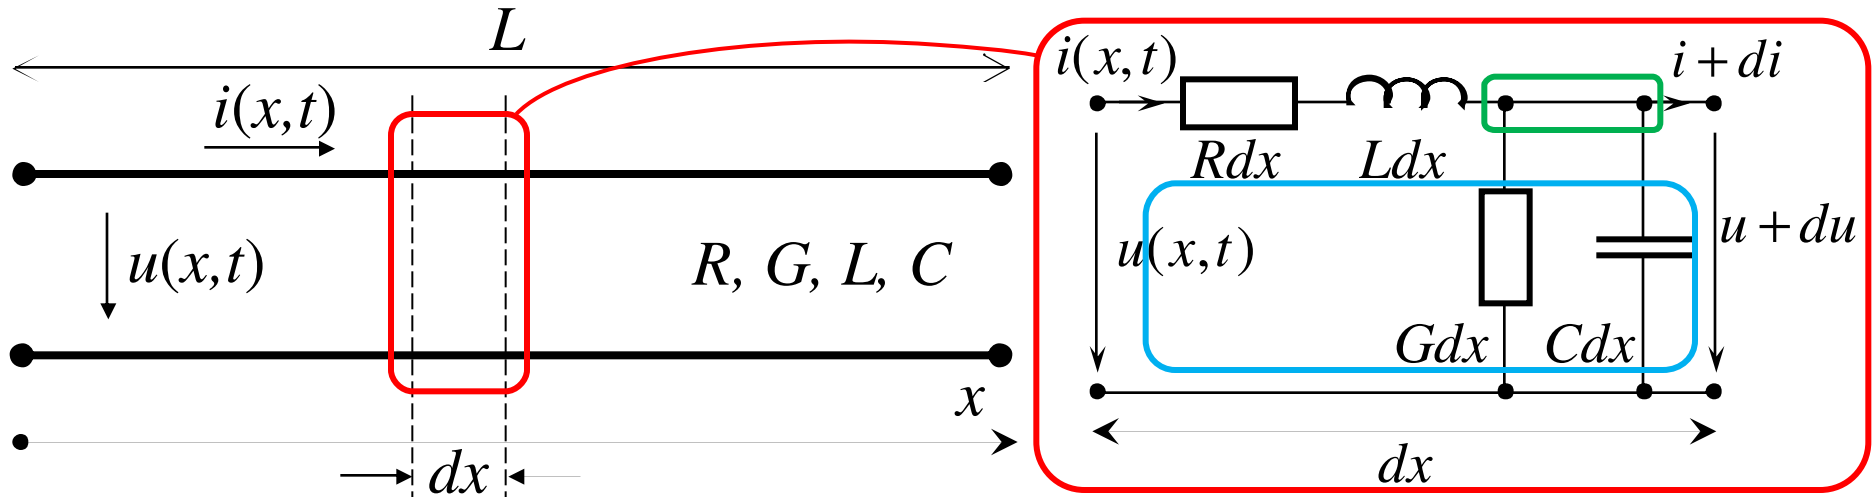 L
i(x,t)
u(x,t)
R, G, L, C
x
dx
i(x,t)
i + di
Rdx
Ldx
u(x,t)
u + du
Gdx
Cdx
dx